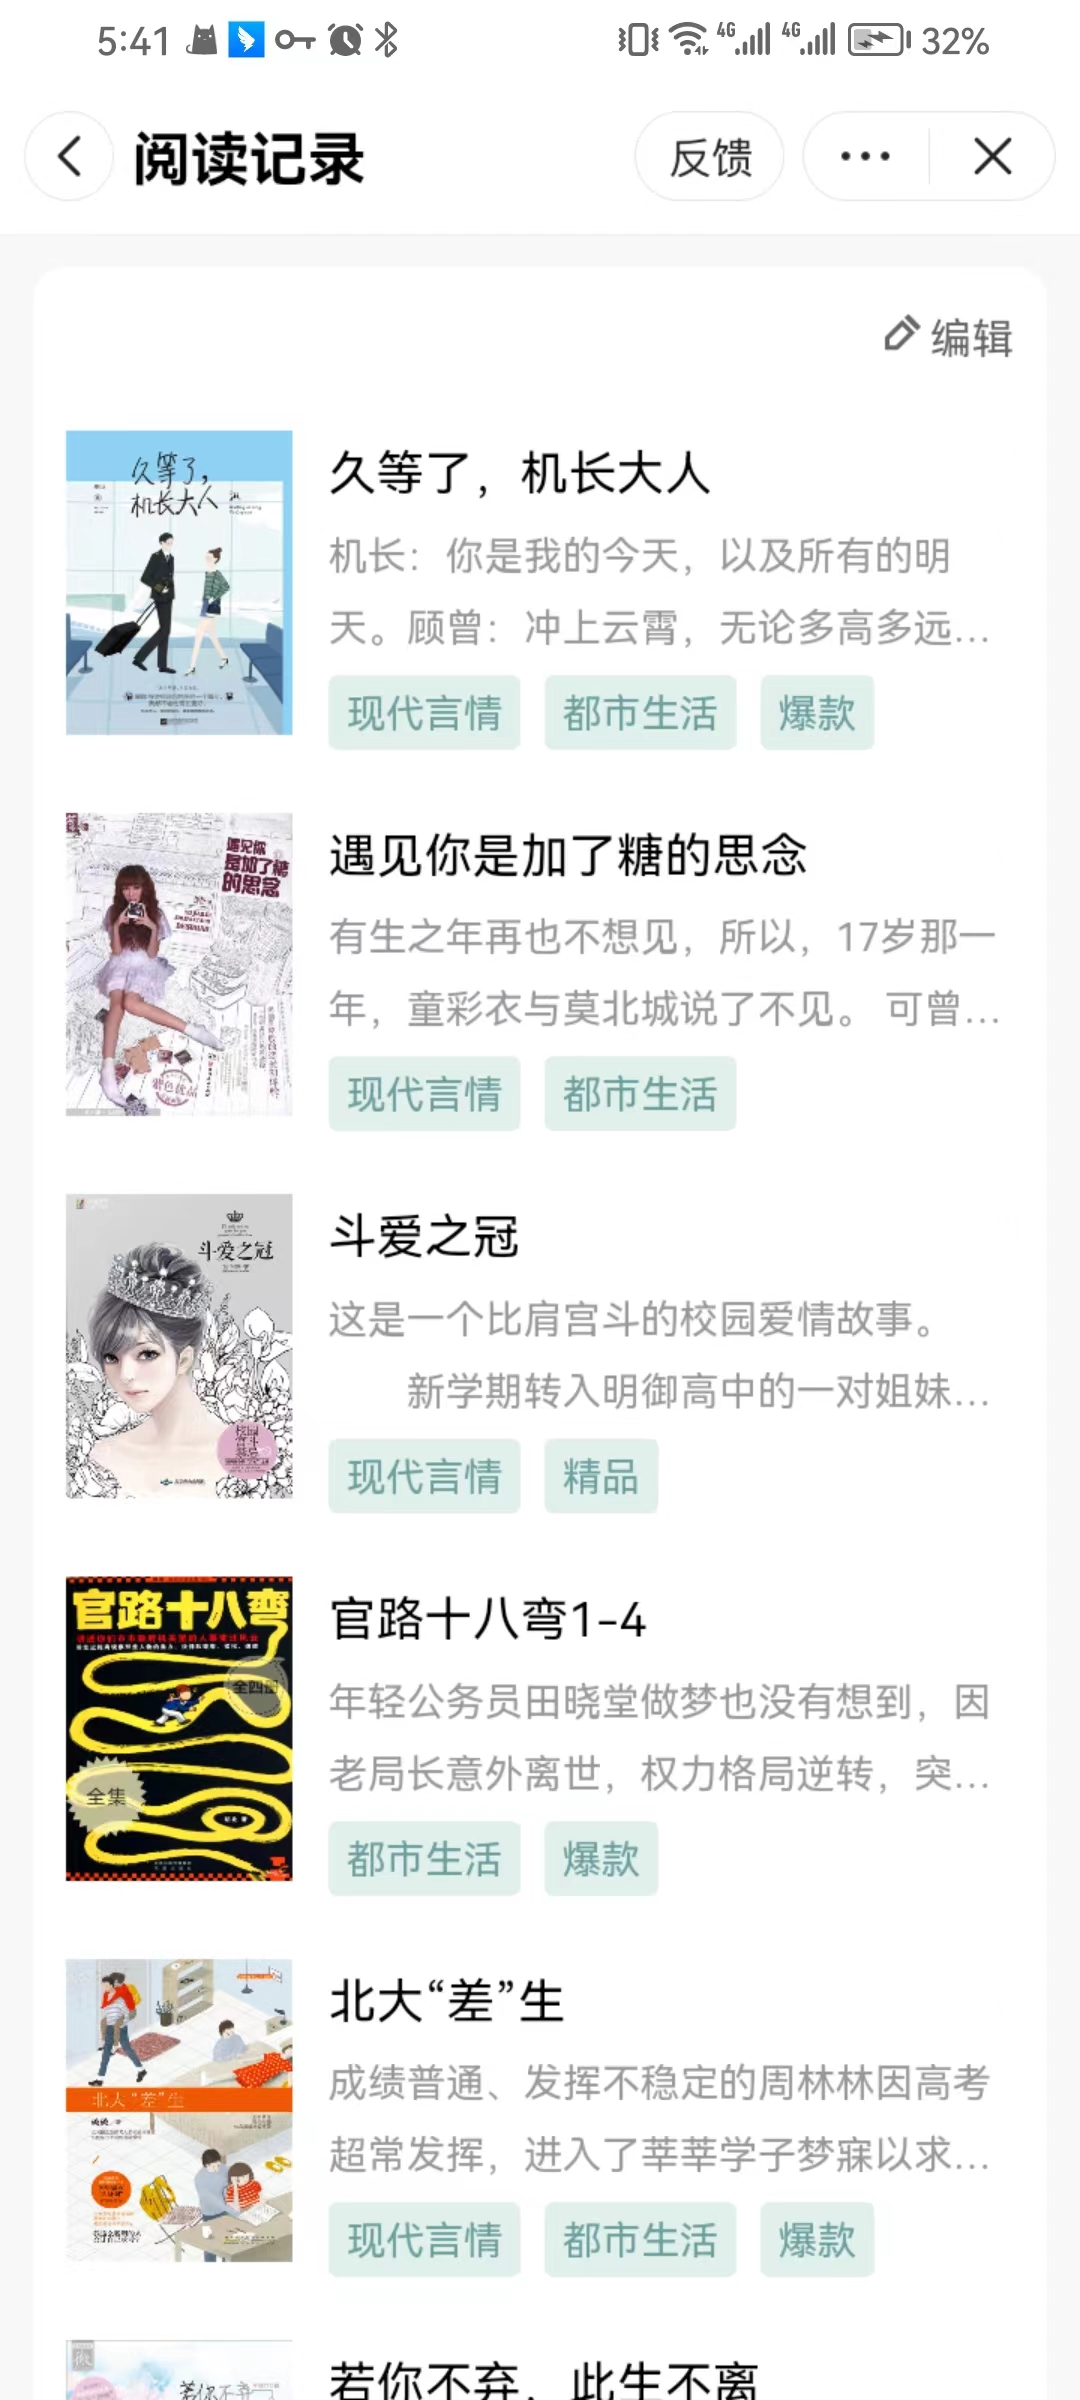 5:41
4G 4G 32%
阅读记录
反馈
编辑
久等了，
机长大人
久等了，机长大人
机长：你是我的今天，以及所有的明
天。顾曾：冲上云霄，无论多高多远...
现代言情 都市生活 爆款
遇见你
是加了糖
的思念
遇见你是加了糖的思念
有生之年再也不想见，所以，17岁那一
年，童彩衣与莫北城说了不见。 可曾...
现代言情 都市生活
斗爱之冠
斗爱之冠
这是一个比肩宫斗的校园爱情故事。
新学期转入明御高中的一对姐妹...
现代言情 精品
官路十八弯
全四册
全集
官路十八弯1-4
年轻公务员田晓堂做梦也没有想到，因
老局长意外离世，权力格局逆转，突...
都市生活 爆款
北大“差”生
北大“差”生
成绩普通、发挥不稳定的周林林因高考
超常发挥，进入了莘莘学子梦寐以求...
现代言情 都市生活 爆款
若你不弃
若你不弃，此生不离